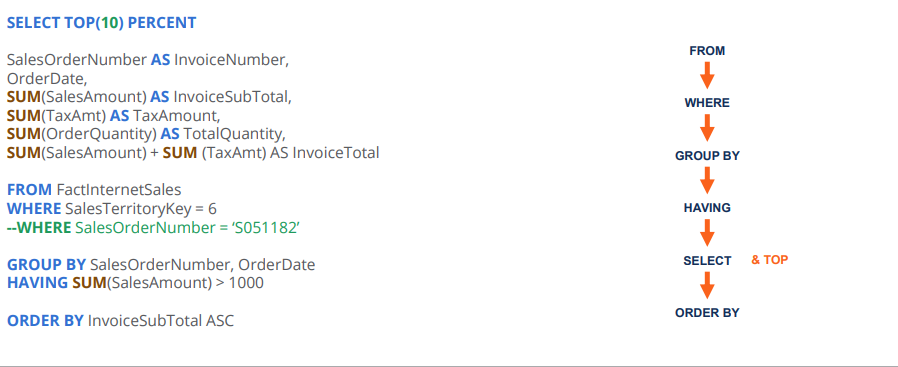 SELECT TOP(10) PERCENT
SalesOrderNumber AS InvoiceNumber,
OrderDate,
SUM(SalesAmount) AS InvoiceSubTotal,
SUM(TaxAmt) AS TaxAmount,
SUM(OrderQuantity) AS TotalQuantity,
SUM(SalesAmount) + SUM (TaxAmt) AS InvoiceTotal
FROM FactInternetSales
WHERE SalesTerritoryKey = 6
--WHERE SalesOrderNumber = ‘S051182’
GROUP BY SalesOrderNumber, OrderDate
HAVING SUM(SalesAmount) > 1000
ORDER BY InvoiceSubTotal ASC
FROM
WHERE
GROUP BY
HAVING
SELECT & TOP
ORDER BY